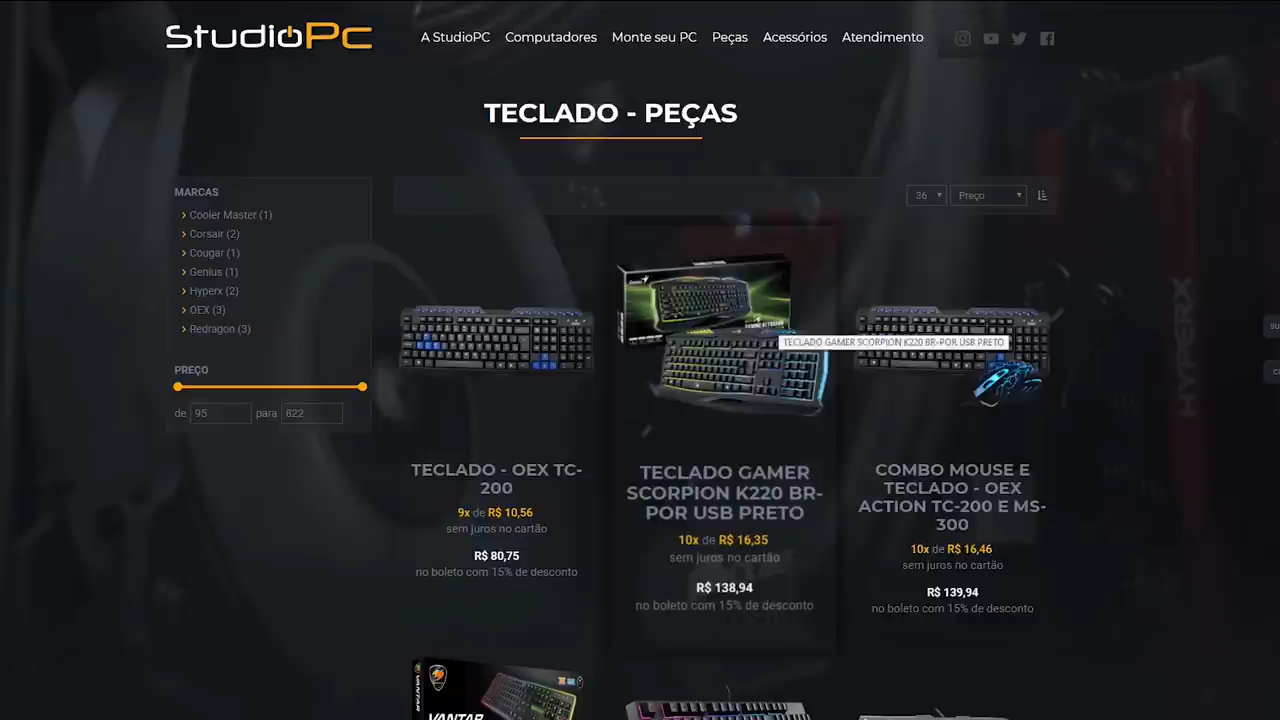 StudioPc
A StudioPC Computadores Monte seu PC Peças Acessórios Atendimento
TECLADO - PEÇAS
MARCAS
Cooler Master (1)
Corsair (2)
Cougar (1)
Genius (1)
Hyperx (2)
OEX (3)
Redragon (3)
PREÇO
de 95 para 822
36 Preço
TECLADO GAMER SCORPION K220 BR-POR USB PRETO
HYPERX
TECLADO - OEX TC-
200
9x de R$ 10,56
sem juros no cartão
R$ 80,75
no boleto com 15% de desconto
TECLADO GAMER
SCORPION K220 BR-
POR USB PRETO
10x de R$ 16,35
sem juros no cartão
R$ 138,94
no boleto com 15% de desconto
COMBO MOUSE E
TECLADO - OEX
ACTION TC-200 E MS-
300
10x de R$ 16,46
sem juros no cartão
R$ 139,94
no boleto com 15% de desconto
VANTAR